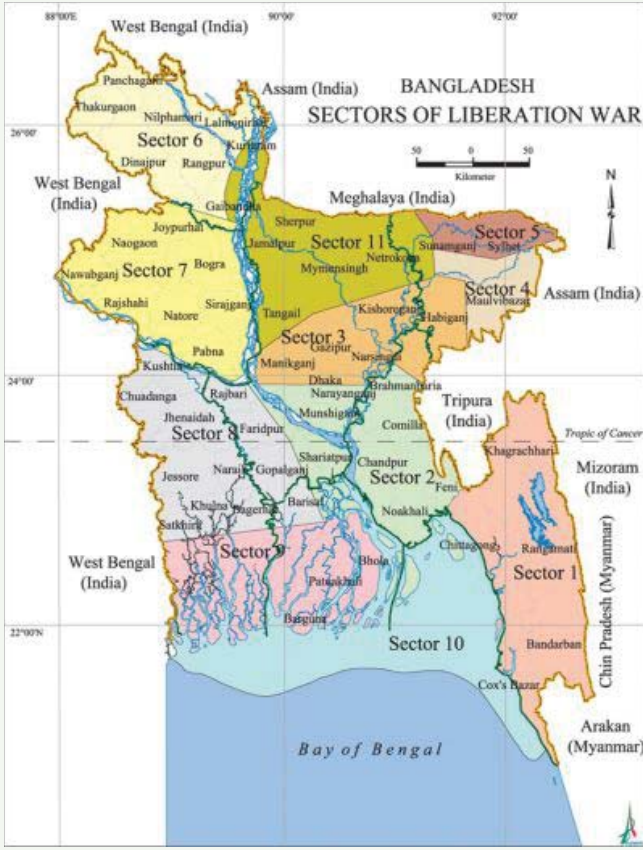 88°00'E
90°00'
92°00'
West Bengal (India)
Assam (India)
BANGLADESH
SECTORS OF LIBERATION WAR
50 0 50
Kilometer
N
26°00'
Panchagarh
Thakurgaon
Nilphamari
Lalmonirhat
Kurigram
Sector 6
Dinajpur
Rangpur
West Bengal
(India)
Gaibandha
Meghalaya (India)
Joypurhat
Sherpur
Sector 5
Naogaon
Jamalpur
Sector 11
Sunamganj
Sylhet
Bogra
Netrokona
Sector 7
Mymensingh
Sector 4
Nawabganj
Maulvibazar
Assam (India)
Rajshahi
Sirajganj
Kishoreganj
Habiganj
Natore
Tangail
Sector 3
Gazipur
Pabna
Manikganj
Narsingdi
Kushtia
24°00'
Dhaka
Brahmanbaria
Chuadanga
Rajbari
Narayanganj
Tripura
(India)
Munshiganj
Jhenaidah
Faridpur
Comilla
Sector 8
Tropic of Cancer
Khagrachhari
Shariatpur
Chandpur
Mizoram
(India)
Jessore
Narail
Gopalganj
Sector 2
Feni
Khulna
Bagerhat
Barisal
Noakhali
Satkhira
Chittagong
Rangamati
West Bengal
(India)
Sector 9
Bhola
Sector 1
Patuakhali
Chin Pradesh (Myanmar)
Barguna
22°00'N
Sector 10
Bandarban
Cox's Bazar
Arakan
(Myanmar)
Bay of Bengal